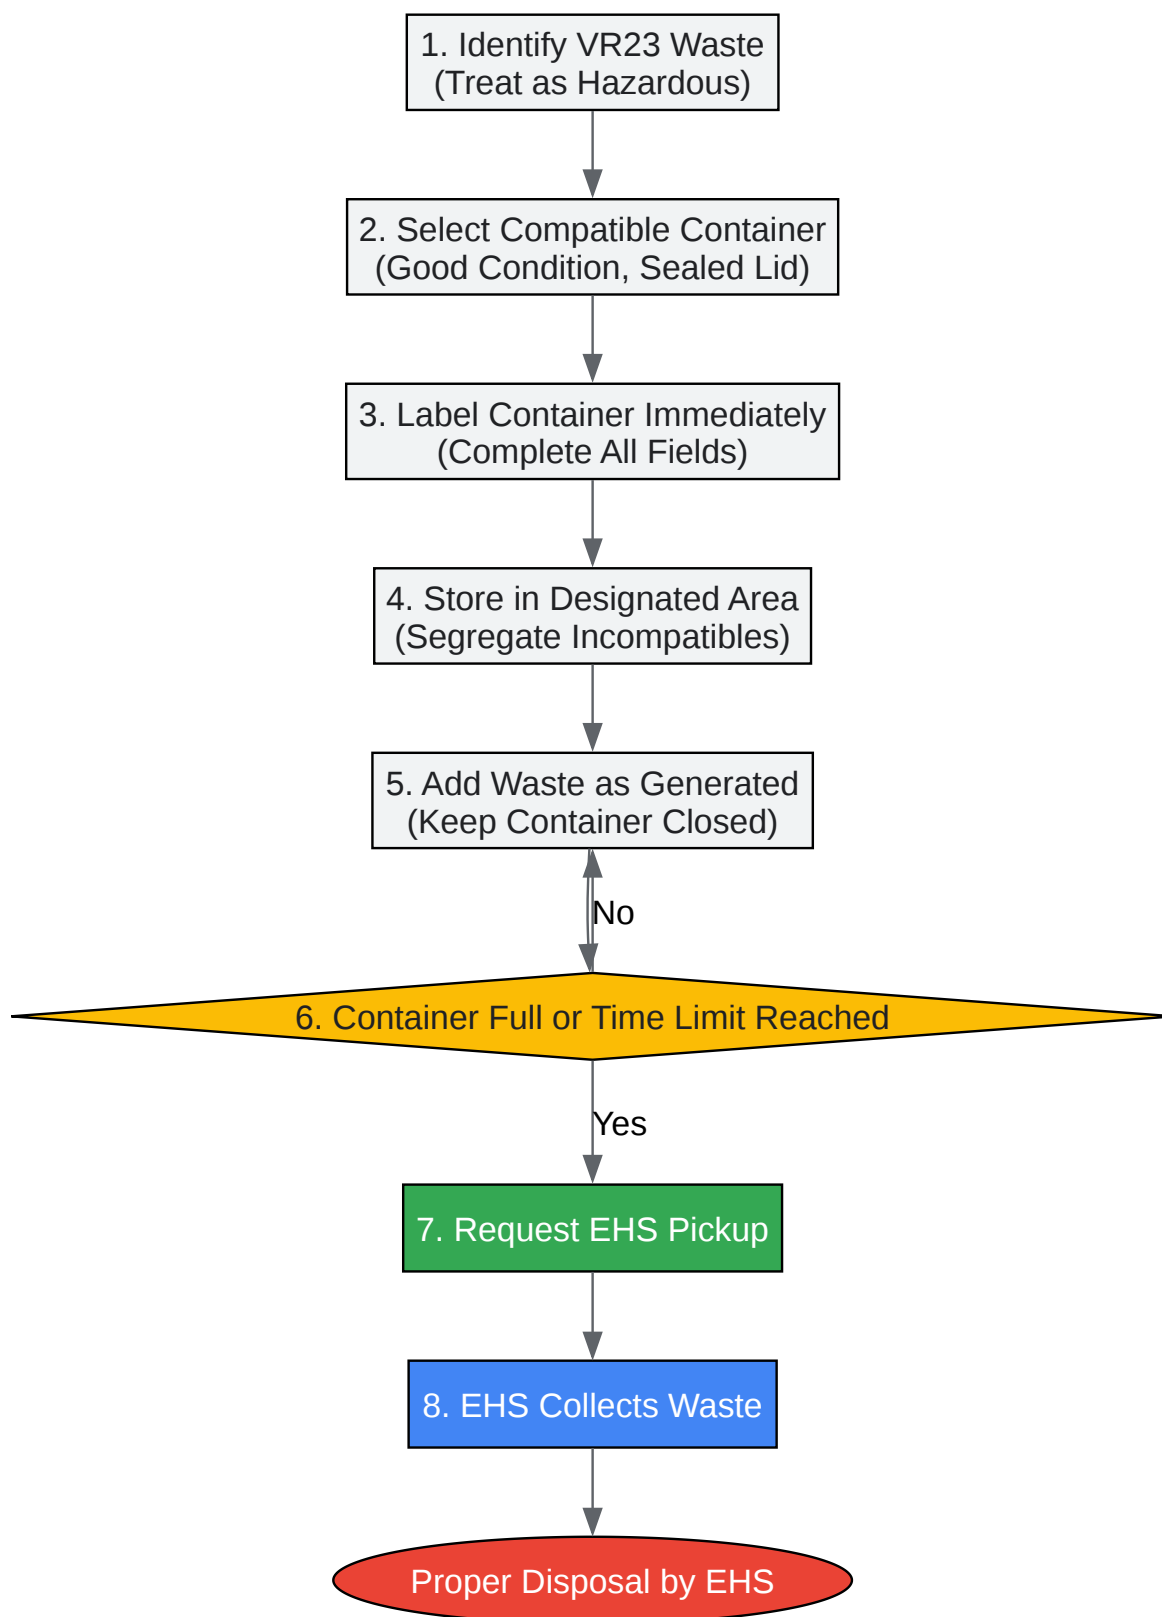 1. Identify VR23 Waste
(Treat as Hazardous)
2. Select Compatible Container
(Good Condition, Sealed Lid)
3. Label Container Immediately
(Complete All Fields)
4. Store in Designated Area
(Segregate Incompatibles)
5. Add Waste as Generated
(Keep Container Closed)
No
6. Container Full or Time Limit Reached
Yes
7. Request EHS Pickup
8. EHS Collects Waste
Proper Disposal by EHS